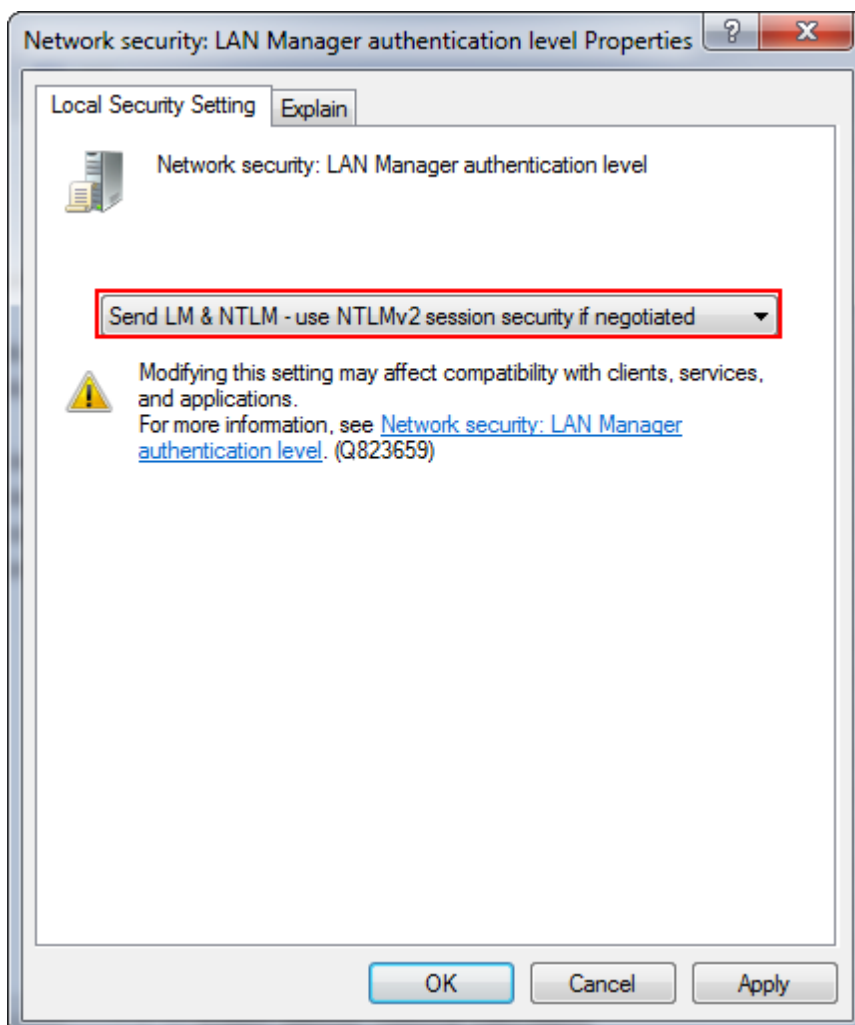 Network security: LAN Manager authentication level Properties
Local Security Setting
Explain
Network security: LAN Manager authentication level
Send LM & NTLM - use NTLMv2 session security if negotiated
Modifying this setting may affect compatibility with clients, services,
and applications.
For more information, see Network security: LAN Manager
authentication level. (Q823659)
OK
Cancel
Apply